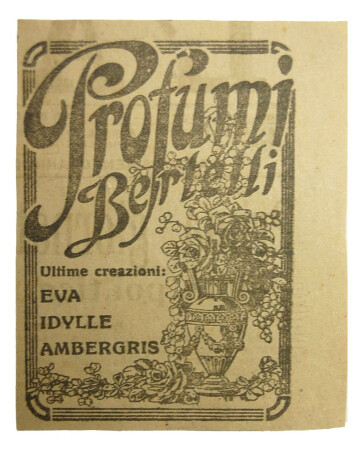 Profumi
Bertelli
Ultime creazioni:
EVA
IDYLLE
AMBERGRIS